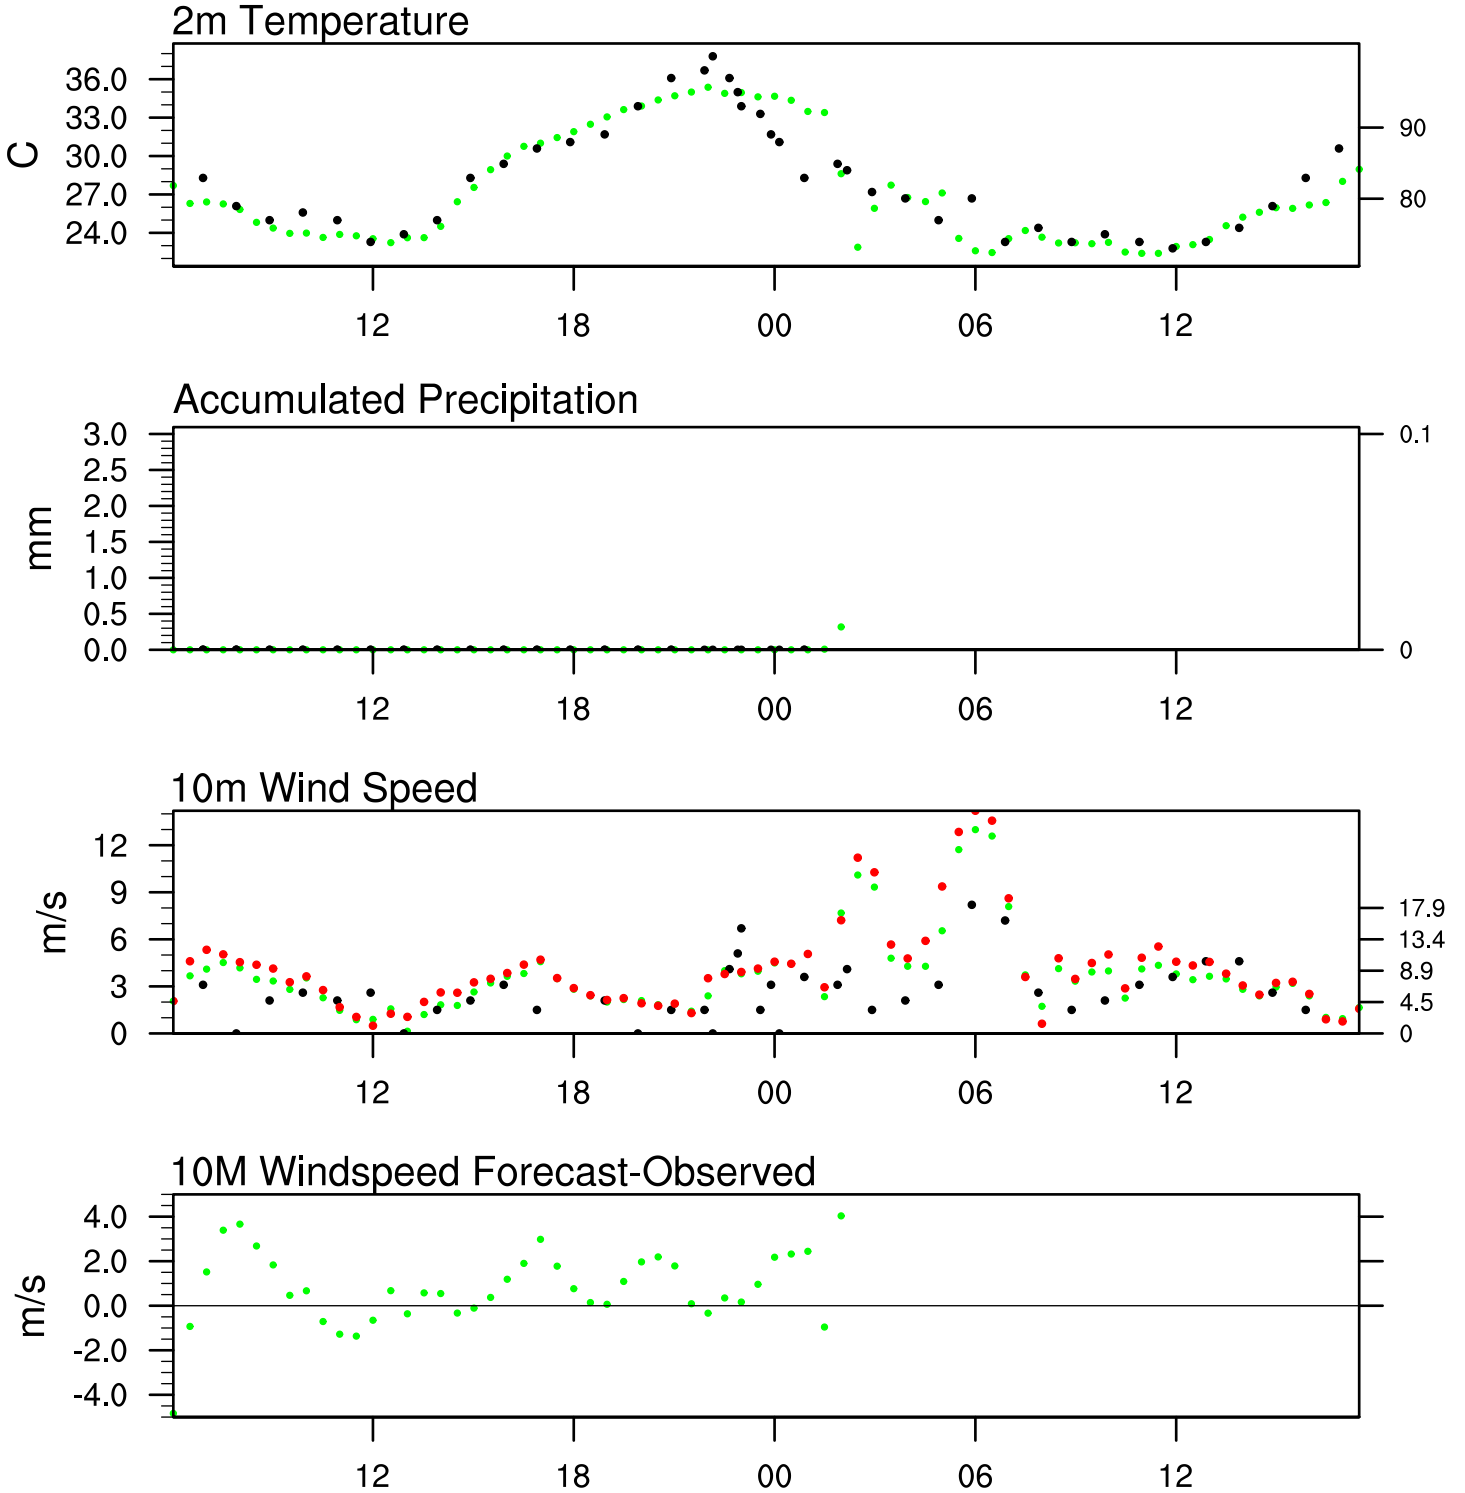 2m Temperature
36.0
33.0
30.0
27.0
24.0
C
90
80
12 18 00 06 12
Accumulated Precipitation
3.0
2.5
2.0
1.5
1.0
0.5
0.0
mm
0.1
0
12 18 00 06 12
10m Wind Speed
12
9
6
3
0
m/s
17.9
13.4
8.9
4.5
0
12 18 00 06 12
10M Windspeed Forecast-Observed
4.0
2.0
0.0
-2.0
-4.0
m/s
12 18 00 06 12